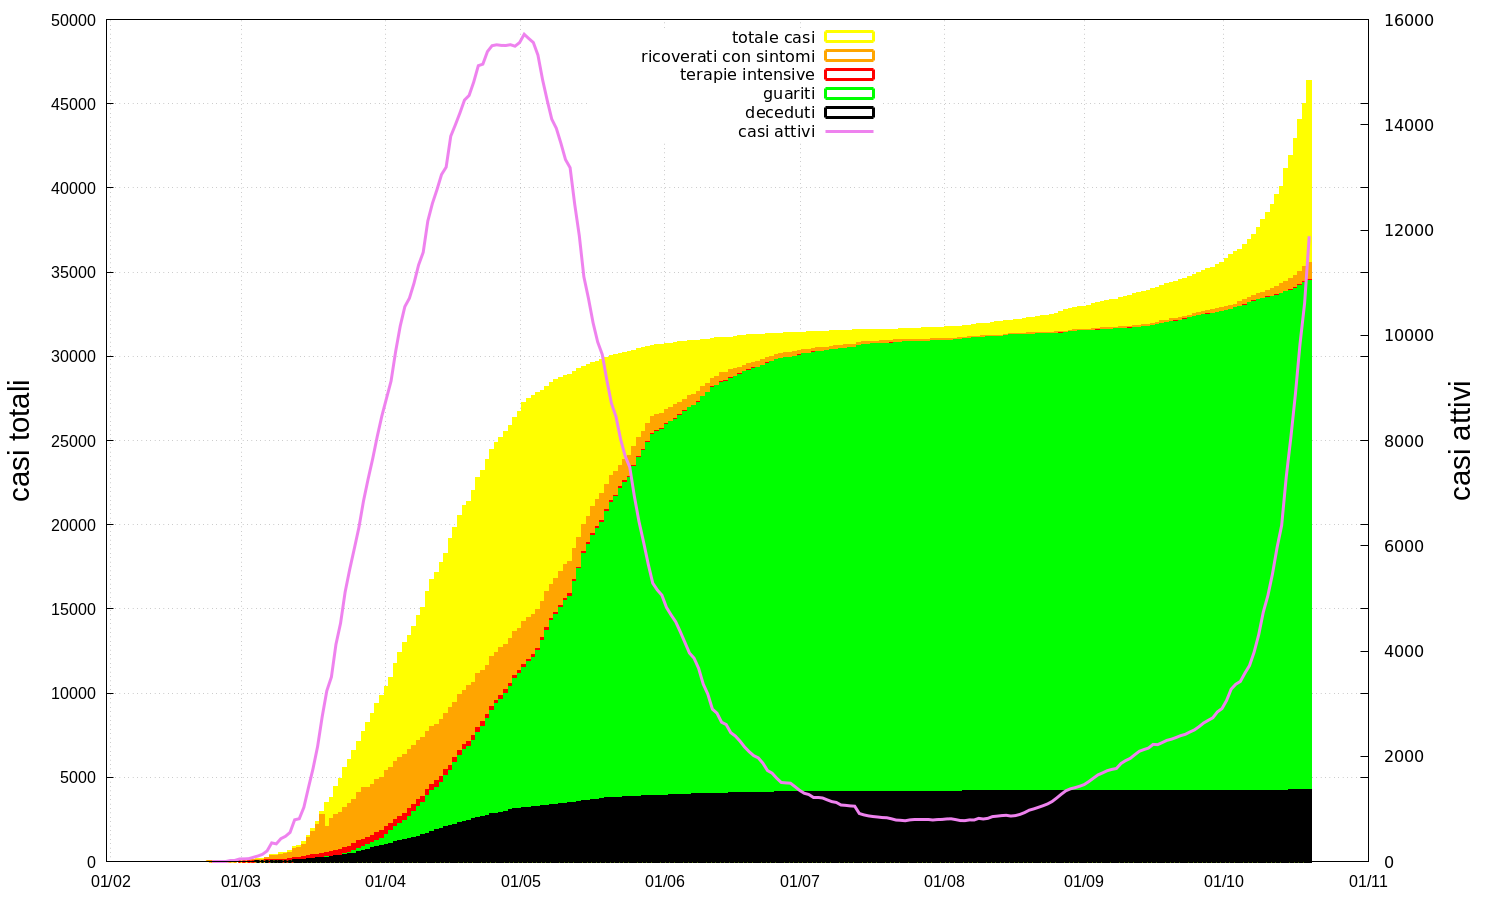 totale casi
ricoverati con sintomi
terapie intensive
guariti
deceduti
casi attivi
casi totali
50000
45000
40000
35000
30000
25000
20000
15000
10000
5000
0
16000
14000
12000
10000
8000
6000
4000
2000
0
casi attivi
01/02 01/03 01/04 01/05 01/06 01/07 01/08 01/09 01/10 01/11